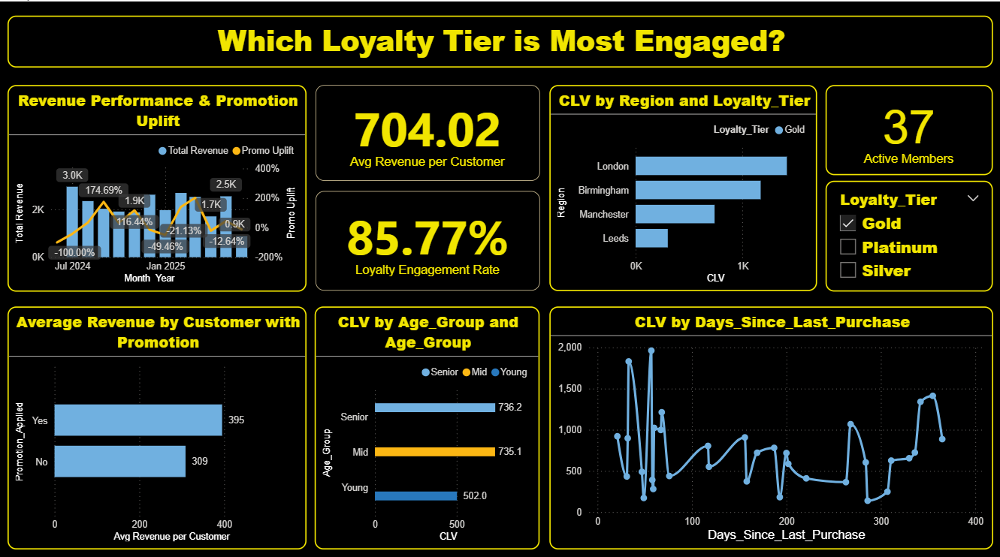 Which Loyalty Tier is Most Engaged?
Revenue Performance & Promotion
Uplift
Total Revenue Promo Uplift
Total Revenue
2K
0K
3.0K
174.69%
1.9K
116.44%
-100.00%
-49.46%
-21.13%
1.7K
2.5K
0.9K
-12.64%
400%
200%
0%
-200%
Promo Uplift
Jul 2024 Jan 2025
Month Year
704.02
Avg Revenue per Customer
85.77%
Loyalty Engagement Rate
CLV by Region and Loyalty_Tier
Loyalty_Tier Gold
Region
London
Birmingham
Manchester
Leeds
0K 1K
CLV
37
Active Members
Loyalty_Tier
Gold
Platinum
Silver
Average Revenue by Customer with
Promotion
Promotion_Applied
Yes 395
No 309
0 200 400
Avg Revenue per Customer
CLV by Age_Group and
Age_Group
Senior Mid Young
Age_Group
Senior 736.2
Mid 735.1
Young 502.0
0 500
CLV
CLV by Days_Since_Last_Purchase
2,000
1,500
1,000
500
0
0 100 200 300 400
Days_Since_Last_Purchase